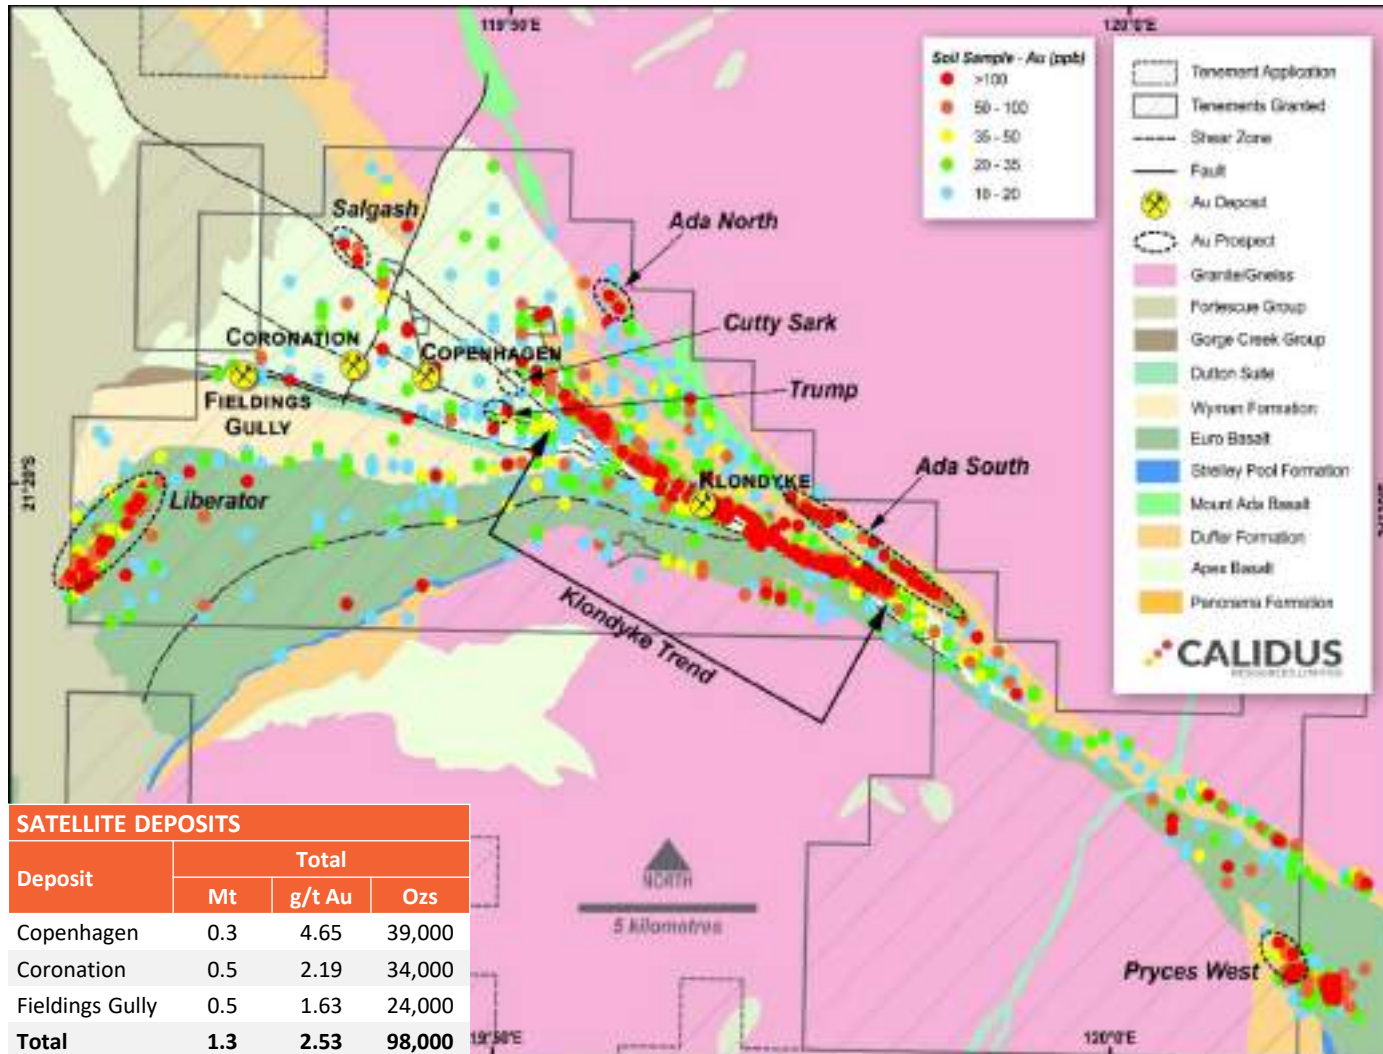 119°50'E
120°0'E
21°20'S
Salgash
Ada North
Cutty Sark
CORONATION
COPENHAGEN
Trump
FIELDINGS
GULLY
Liberator
KLONDYKE
Ada South
Klondyke Trend
Pryces West
NORTH
5 kilometres
119°50'E
120°0'E
Soil Sample - Au (ppb)
>100
50 - 100
35 - 50
20 - 35
10 - 20
Tenement Application
Tenements Granted
Shear Zone
Fault
Au Deposit
Au Prospect
Granite/Gneiss
Fortescue Group
Gorge Creek Group
Dutton Suite
Wyman Formation
Euro Basalt
Strelley Pool Formation
Mount Ada Basalt
Duffer Formation
Apex Basalt
Panorama Formation
CALIDUS
RESOURCES LIMITED
SATELLITE DEPOSITS
Deposit Total
Mt g/t Au Ozs
Copenhagen 0.3 4.65 39,000
Coronation 0.5 2.19 34,000
Fieldings Gully 0.5 1.63 24,000
Total 1.3 2.53 98,000